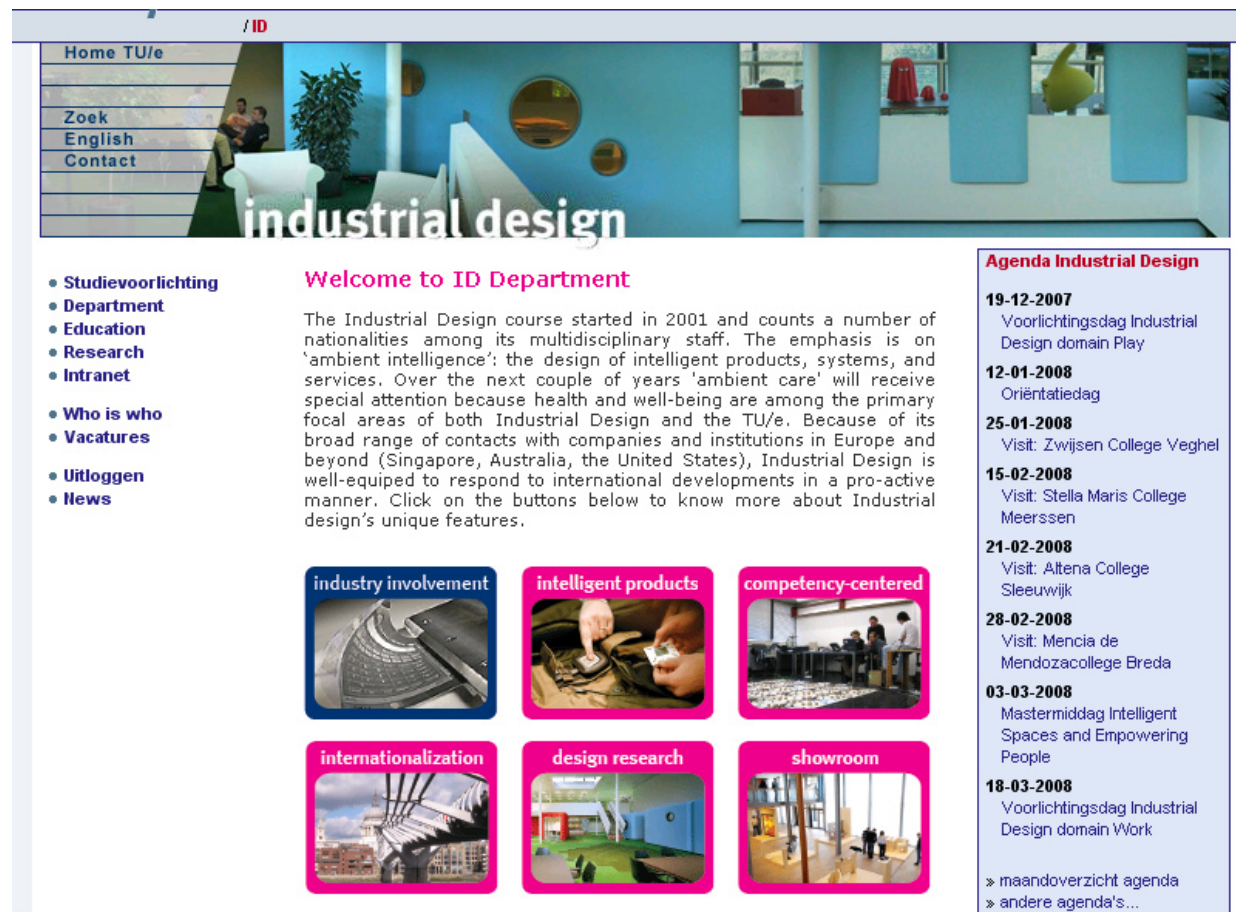 / ID
Home TU/e
Zoek
English
Contact
industrial design
Studievoorlichting
Department
Education
Research
Intranet
Who is who
Vacatures
Uitloggen
News
Welcome to ID Department
The Industrial Design course started in 2001 and counts a number of
nationalities among its multidisciplinary staff. The emphasis is on
'ambient intelligence': the design of intelligent products, systems, and
services. Over the next couple of years 'ambient care' will receive
special attention because health and well-being are among the primary
focal areas of both Industrial Design and the TU/e. Because of its
broad range of contacts with companies and institutions in Europe and
beyond (Singapore, Australia, the United States), Industrial Design is
well-equiped to respond to international developments in a pro-active
manner. Click on the buttons below to know more about Industrial
design's unique features.
industry involvement
intelligent products
competency-centered
internationalization
design research
showroom
Agenda Industrial Design
19-12-2007
Voorlichtingsdag Industrial
Design domain Play
12-01-2008
Oriëntatiedag
25-01-2008
Visit: Zwijsen College Veghel
15-02-2008
Visit: Stella Maris College
Meerssen
21-02-2008
Visit: Altena College
Sleeuwijk
28-02-2008
Visit: Mencia de
Mendozacollege Breda
03-03-2008
Mastermiddag Intelligent
Spaces and Empowering
People
18-03-2008
Voorlichtingsdag Industrial
Design domain Work
» maandoverzicht agenda
» andere agenda's...